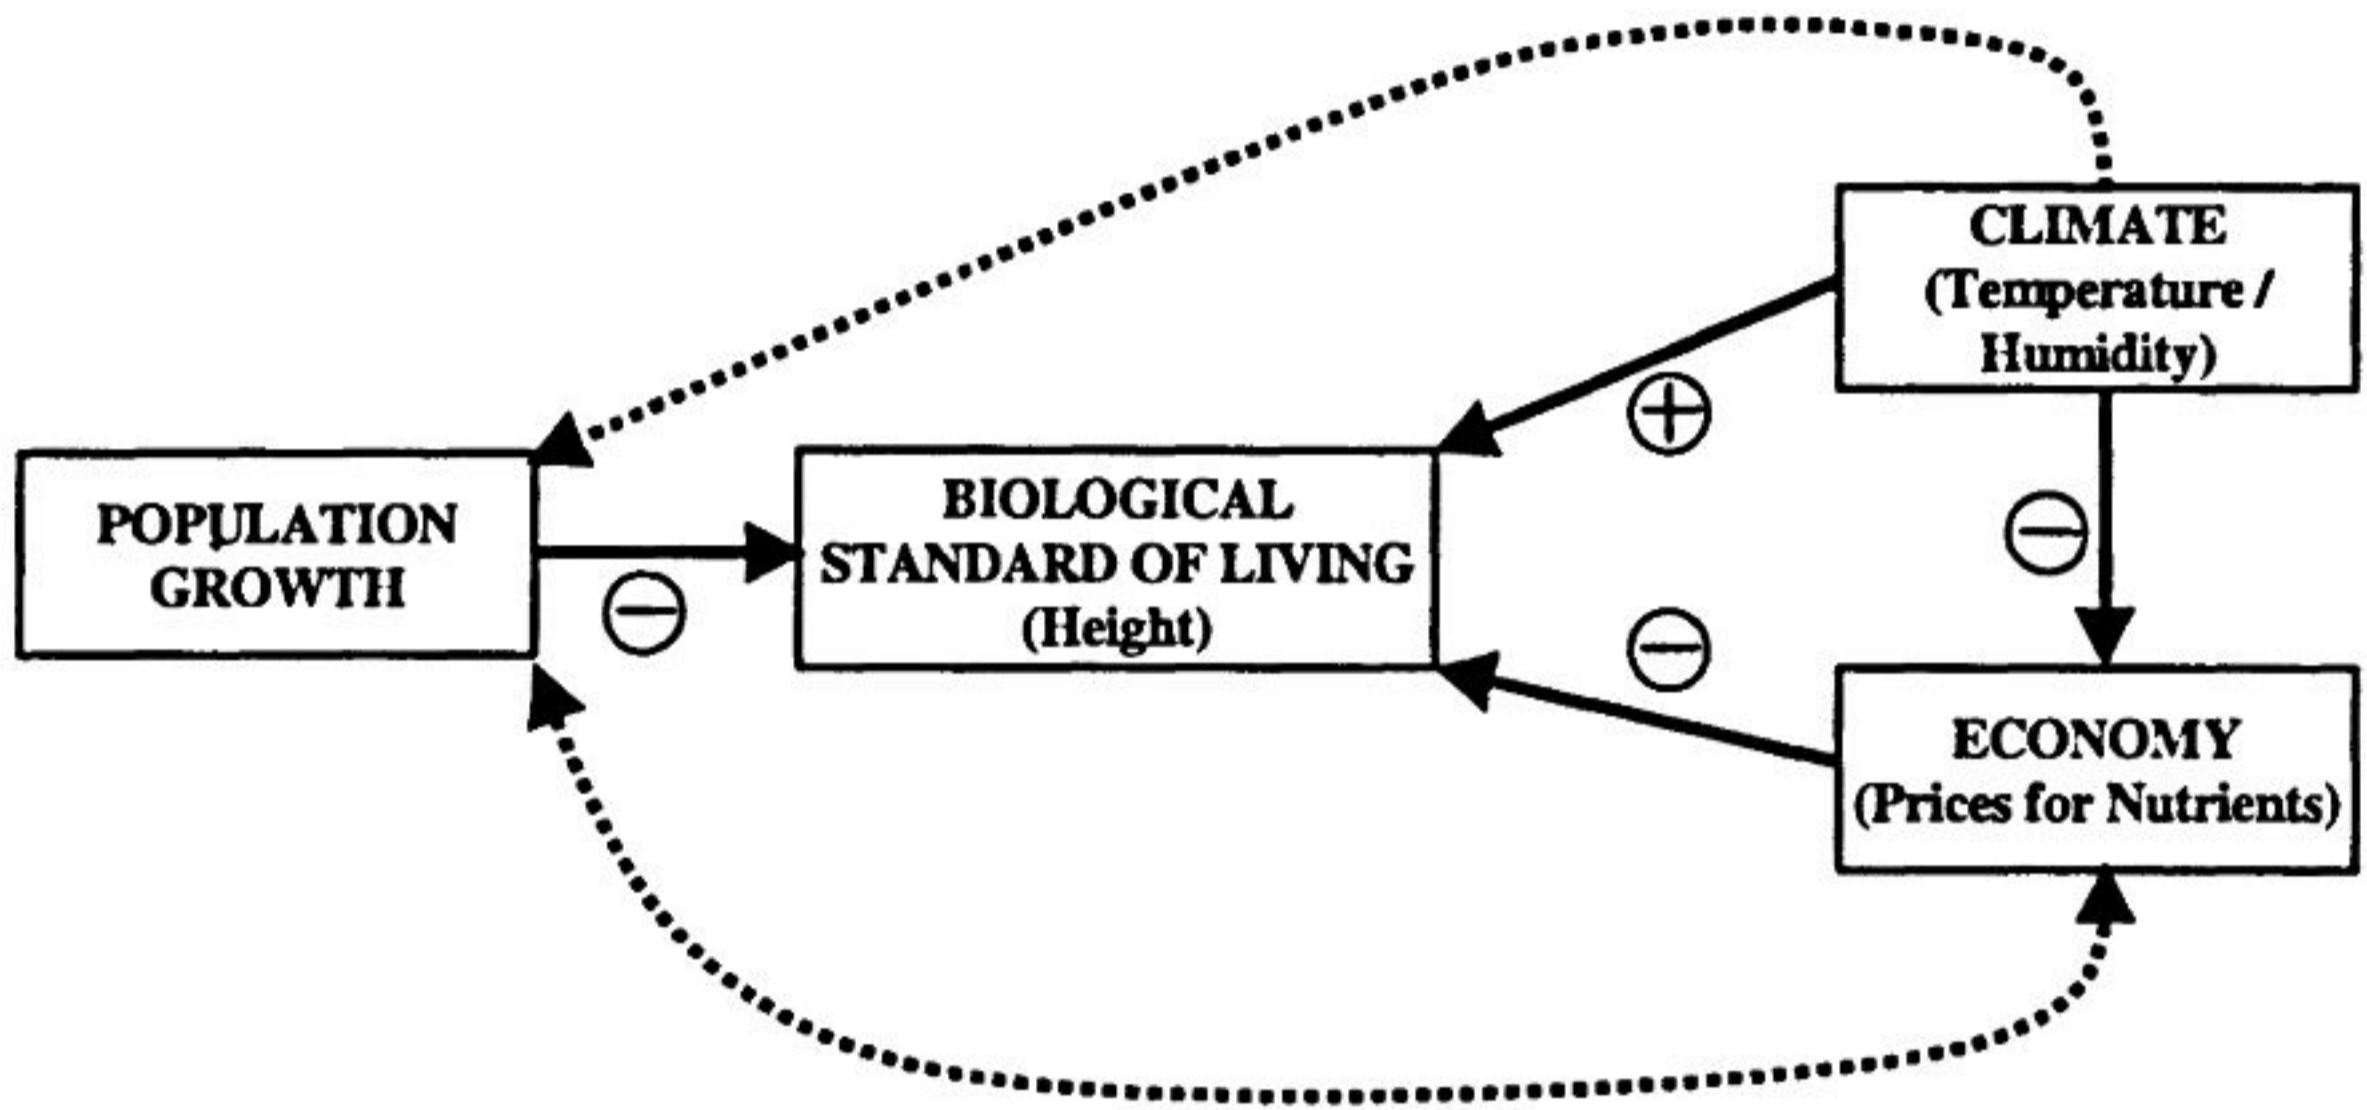 CLIMATE
(Temperature /
Humidity)
POPULATION
GROWTH
BIOLOGICAL
STANDARD OF LIVING
(Height)
ECONOMY
(Prices for Nutrients)
+
−
−
−